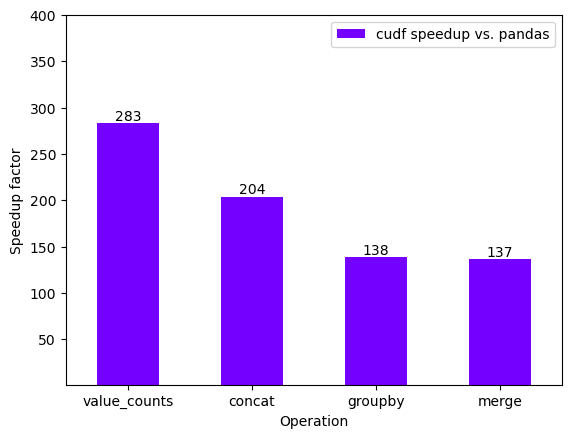 cudf speedup vs. pandas
400
350
300
250
200
150
100
50
Speedup factor
283
204
138
137
value_counts
concat
groupby
merge
Operation